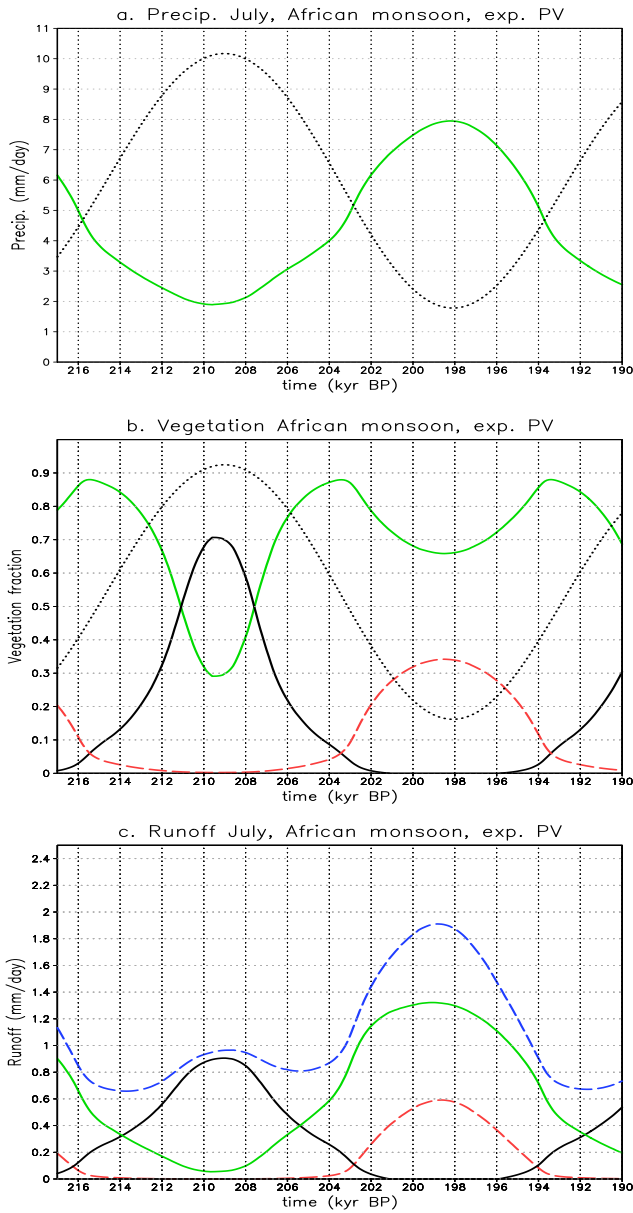 a. Precip. July, African monsoon, exp. PV
11
10
9
8
7
6
5
4
3
2
1
0
Precip. (mm/day)
216 214 212 210 208 206 204 202 200 198 196 194 192 190
time (kyr BP)
b. Vegetation African monsoon, exp. PV
0.9
0.8
0.7
0.6
0.5
0.4
0.3
0.2
0.1
0
Vegetation fraction
216 214 212 210 208 206 204 202 200 198 196 194 192 190
time (kyr BP)
c. Runoff July, African monsoon, exp. PV
2.4
2.2
2
1.8
1.6
1.4
1.2
1
0.8
0.6
0.4
0.2
0
Runoff (mm/day)
216 214 212 210 208 206 204 202 200 198 196 194 192 190
time (kyr BP)